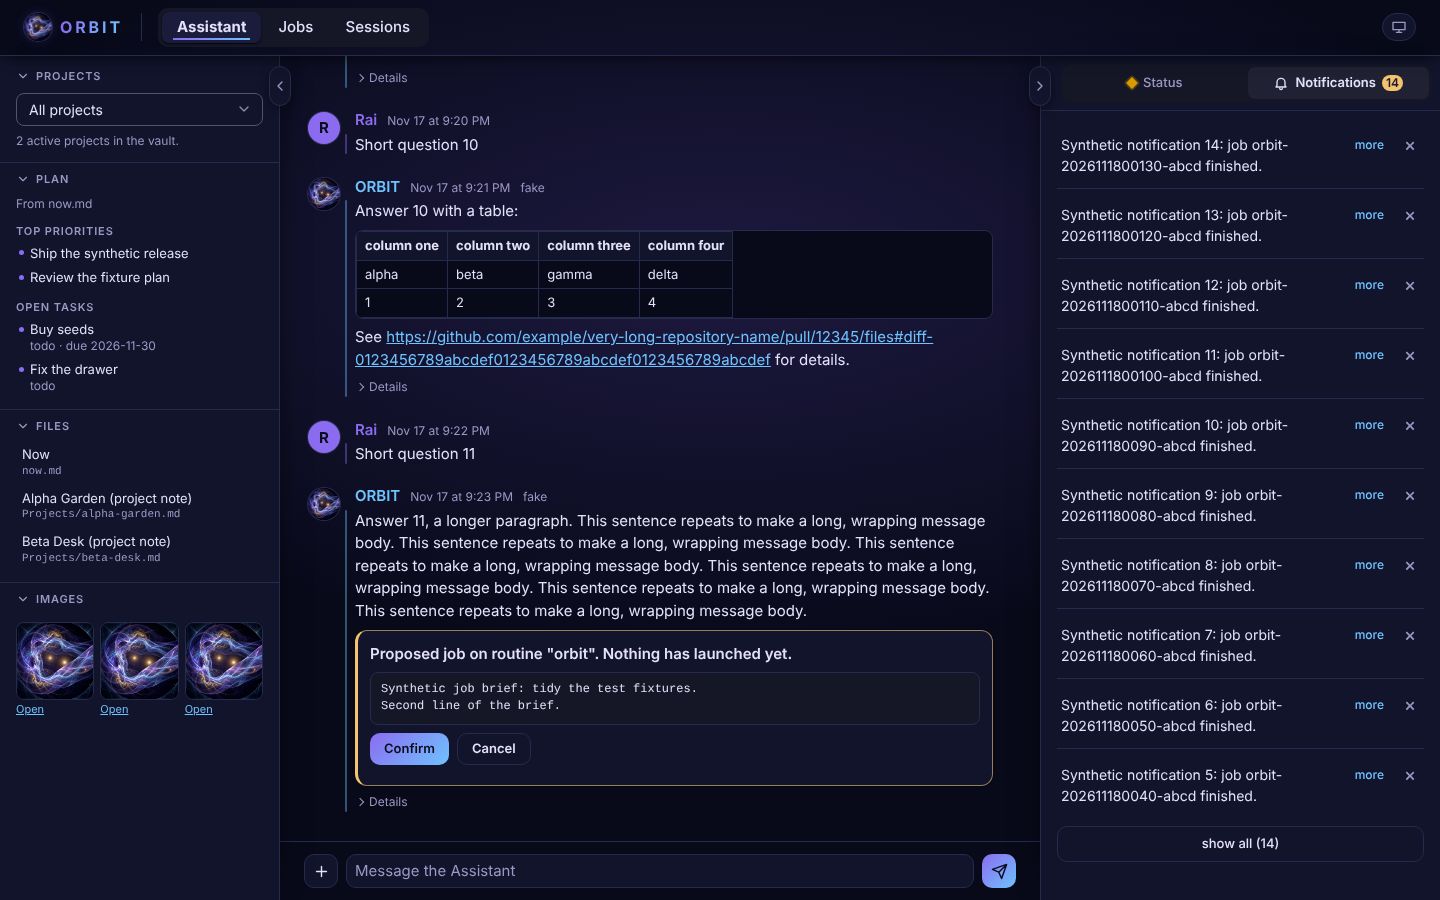 ORBIT
Assistant
Jobs
Sessions
PROJECTS
All projects
2 active projects in the vault.
PLAN
From now.md
TOP PRIORITIES
Ship the synthetic release
Review the fixture plan
OPEN TASKS
Buy seeds
todo · due 2026-11-30
Fix the drawer
todo
FILES
Now
now.md
Alpha Garden (project note)
Projects/alpha-garden.md
Beta Desk (project note)
Projects/beta-desk.md
IMAGES
Open
Open
Open
Details
R
Rai Nov 17 at 9:20 PM
Short question 10
ORBIT Nov 17 at 9:21 PM fake
Answer 10 with a table:
column one column two column three column four
alpha beta gamma delta
1 2 3 4
See https://github.com/example/very-long-repository-name/pull/12345/files#diff-
0123456789abcdef0123456789abcdef0123456789abcdef for details.
Details
R
Rai Nov 17 at 9:22 PM
Short question 11
ORBIT Nov 17 at 9:23 PM fake
Answer 11, a longer paragraph. This sentence repeats to make a long, wrapping message
body. This sentence repeats to make a long, wrapping message body. This sentence
repeats to make a long, wrapping message body. This sentence repeats to make a long,
wrapping message body. This sentence repeats to make a long, wrapping message body.
This sentence repeats to make a long, wrapping message body.
Proposed job on routine "orbit". Nothing has launched yet.
Synthetic job brief: tidy the test fixtures.
Second line of the brief.
Confirm
Cancel
Details
Message the Assistant
Status
Notifications 14
Synthetic notification 14: job orbit-
2026111800130-abcd finished.
more
Synthetic notification 13: job orbit-
2026111800120-abcd finished.
more
Synthetic notification 12: job orbit-
2026111800110-abcd finished.
more
Synthetic notification 11: job orbit-
2026111800100-abcd finished.
more
Synthetic notification 10: job orbit-
202611180090-abcd finished.
more
Synthetic notification 9: job orbit-
202611180080-abcd finished.
more
Synthetic notification 8: job orbit-
202611180070-abcd finished.
more
Synthetic notification 7: job orbit-
202611180060-abcd finished.
more
Synthetic notification 6: job orbit-
202611180050-abcd finished.
more
Synthetic notification 5: job orbit-
202611180040-abcd finished.
more
show all (14)